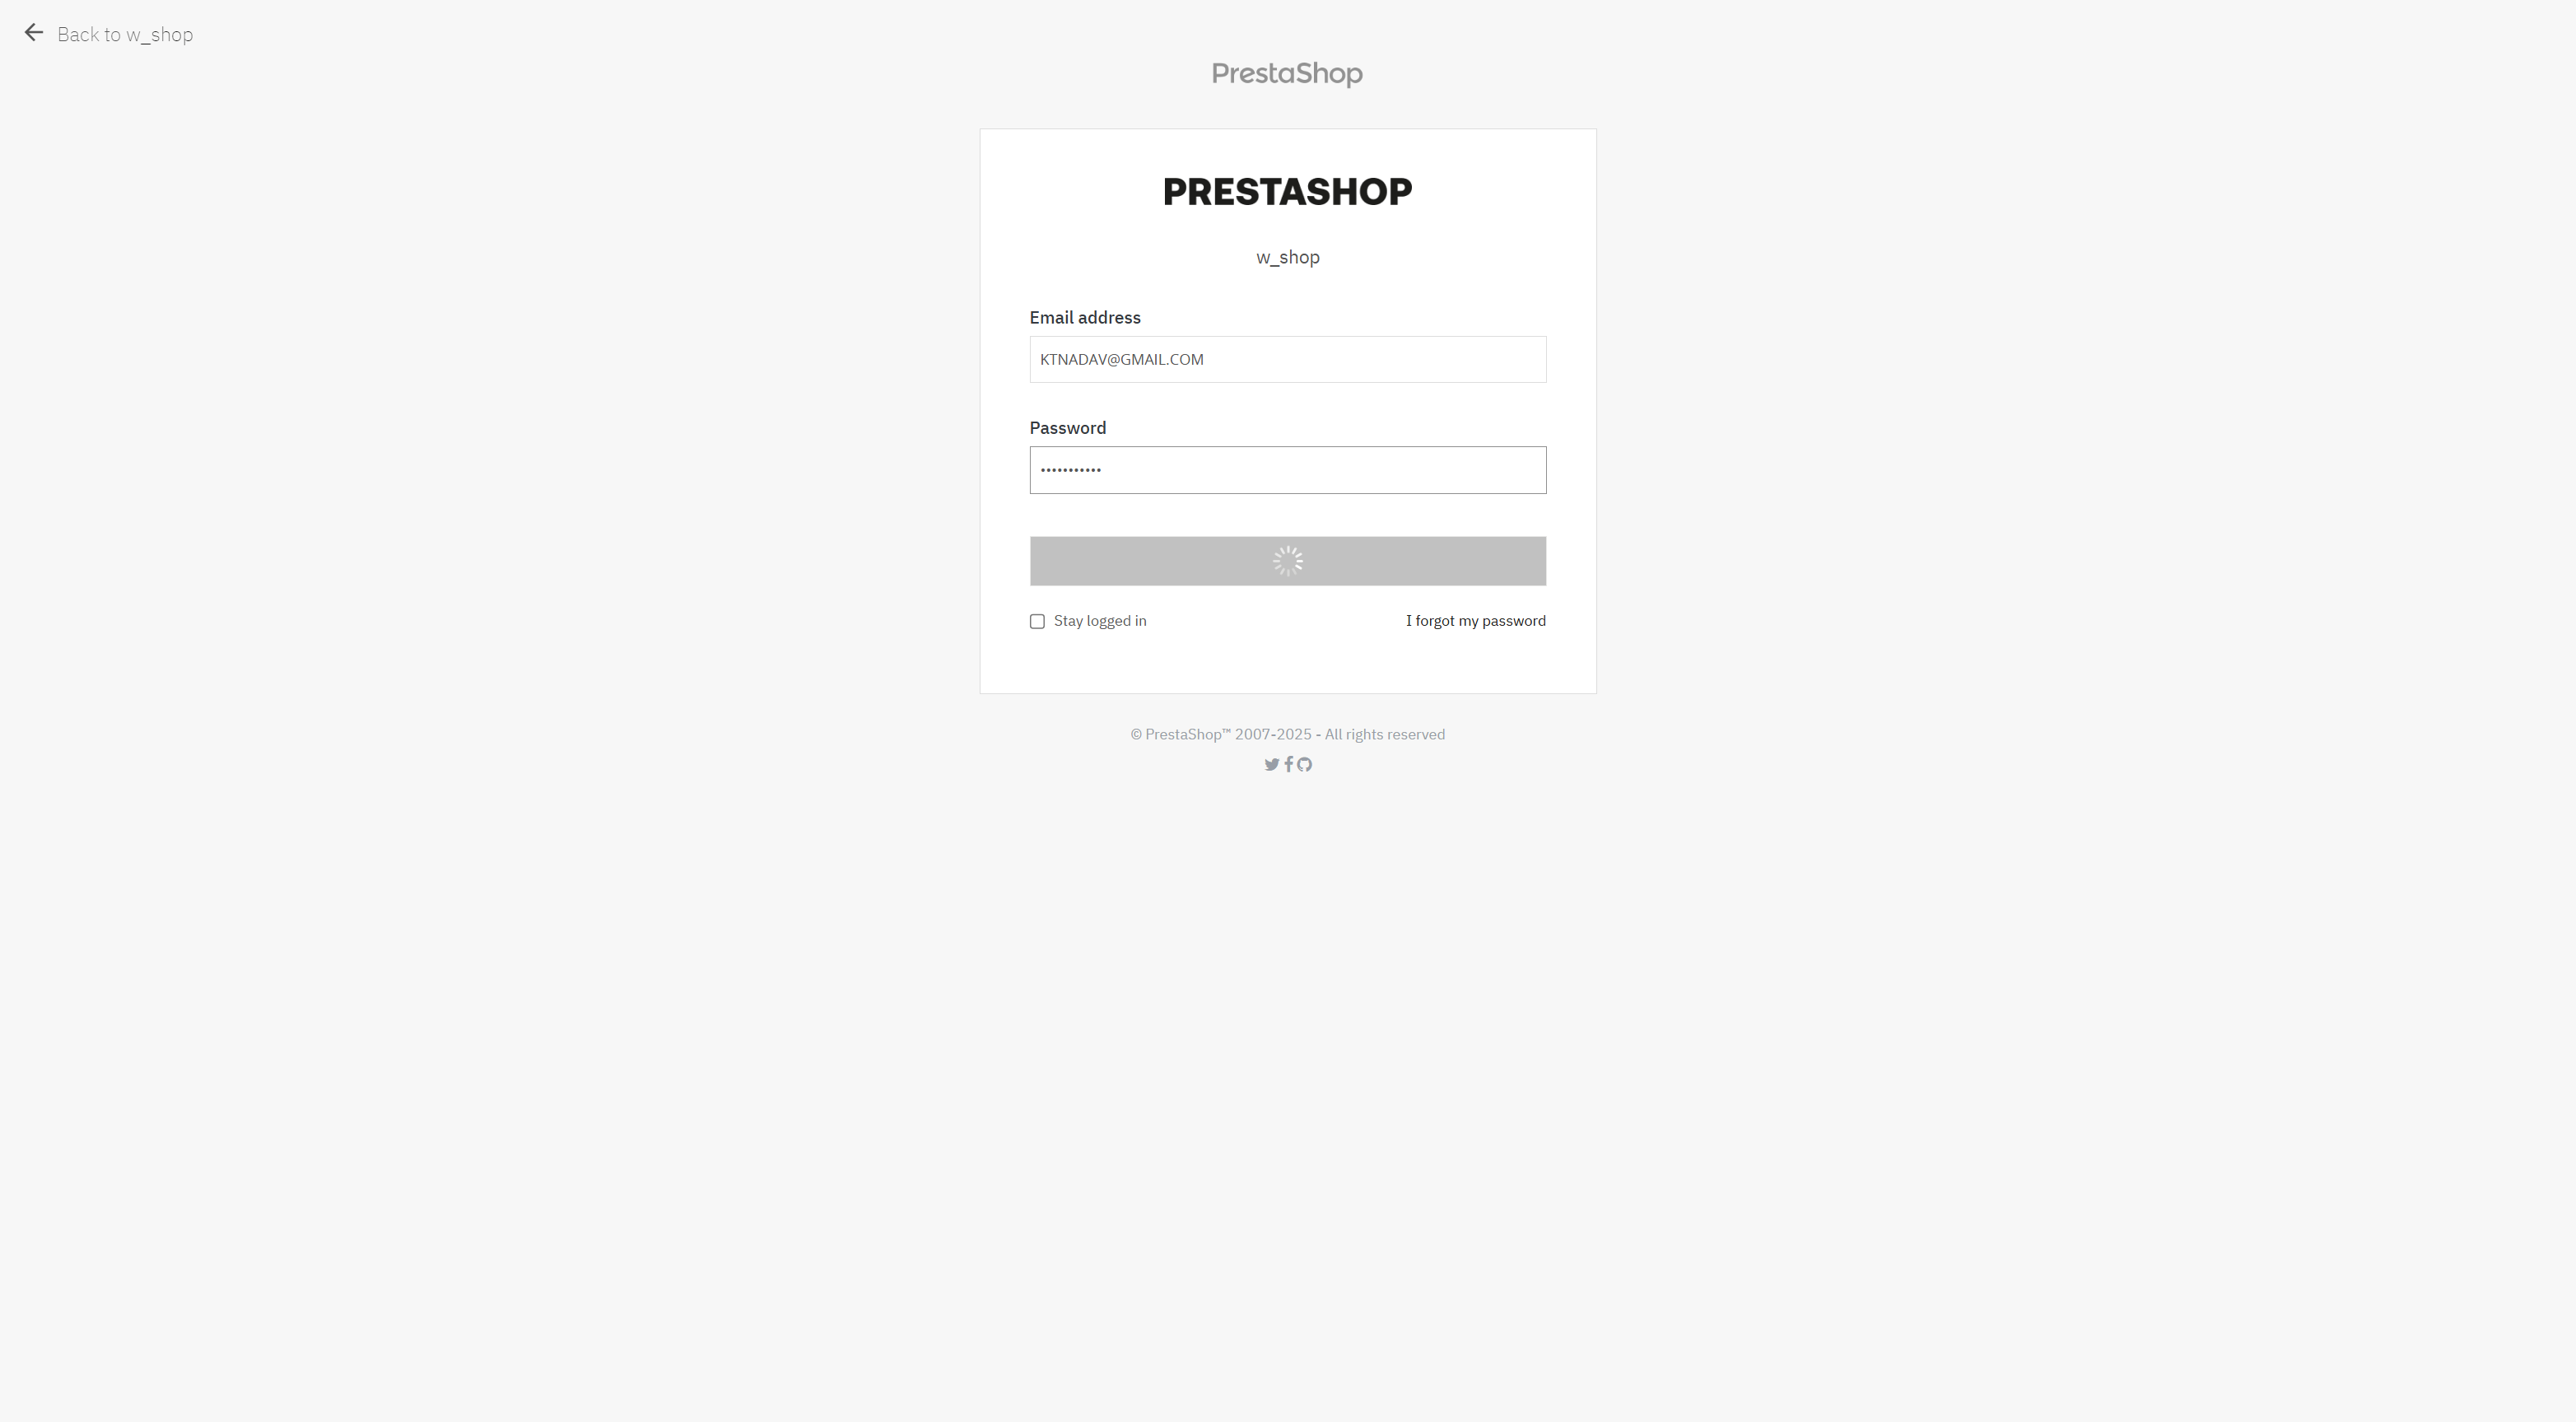 Back to w_shop
PrestaShop
PRESTASHOP
w_shop
Email address
KTNADAV@GMAIL.COM
Password
•••••••••••
Stay logged in
I forgot my password
© PrestaShop™ 2007-2025 - All rights reserved